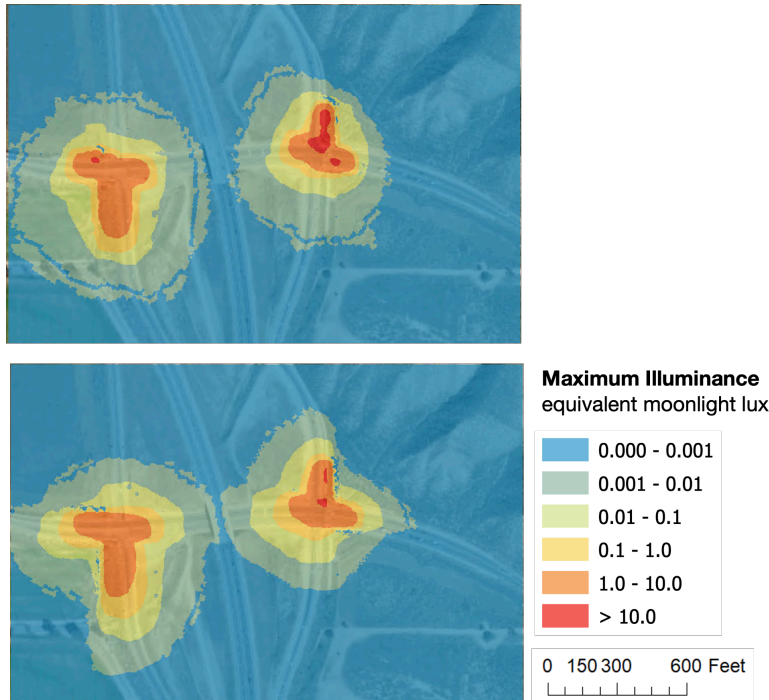 Maximum Illuminance
equivalent moonlight lux
0.000 - 0.001
0.001 - 0.01
0.01 - 0.1
0.1 - 1.0
1.0 - 10.0
> 10.0
0 150 300 600 Feet